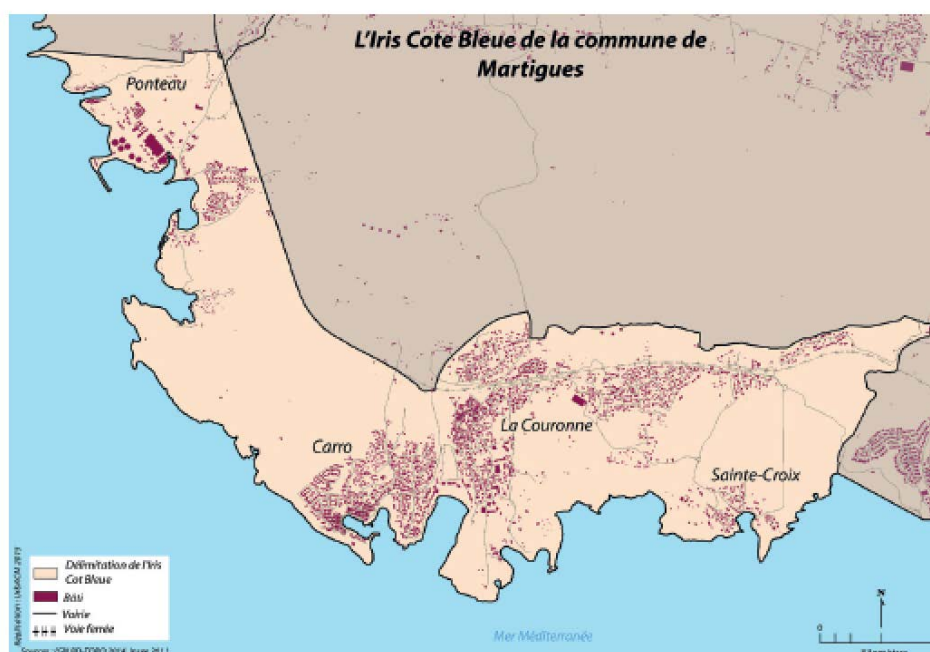 L'Iris Cote Bleue de la commune de
Martigues
Ponteau
La Couronne
Carro
Sainte-Croix
Délimitation de l'Iris
Cot Bleue
Bâti
Voirie
Voie ferrée
Mer Méditerranée
N
0